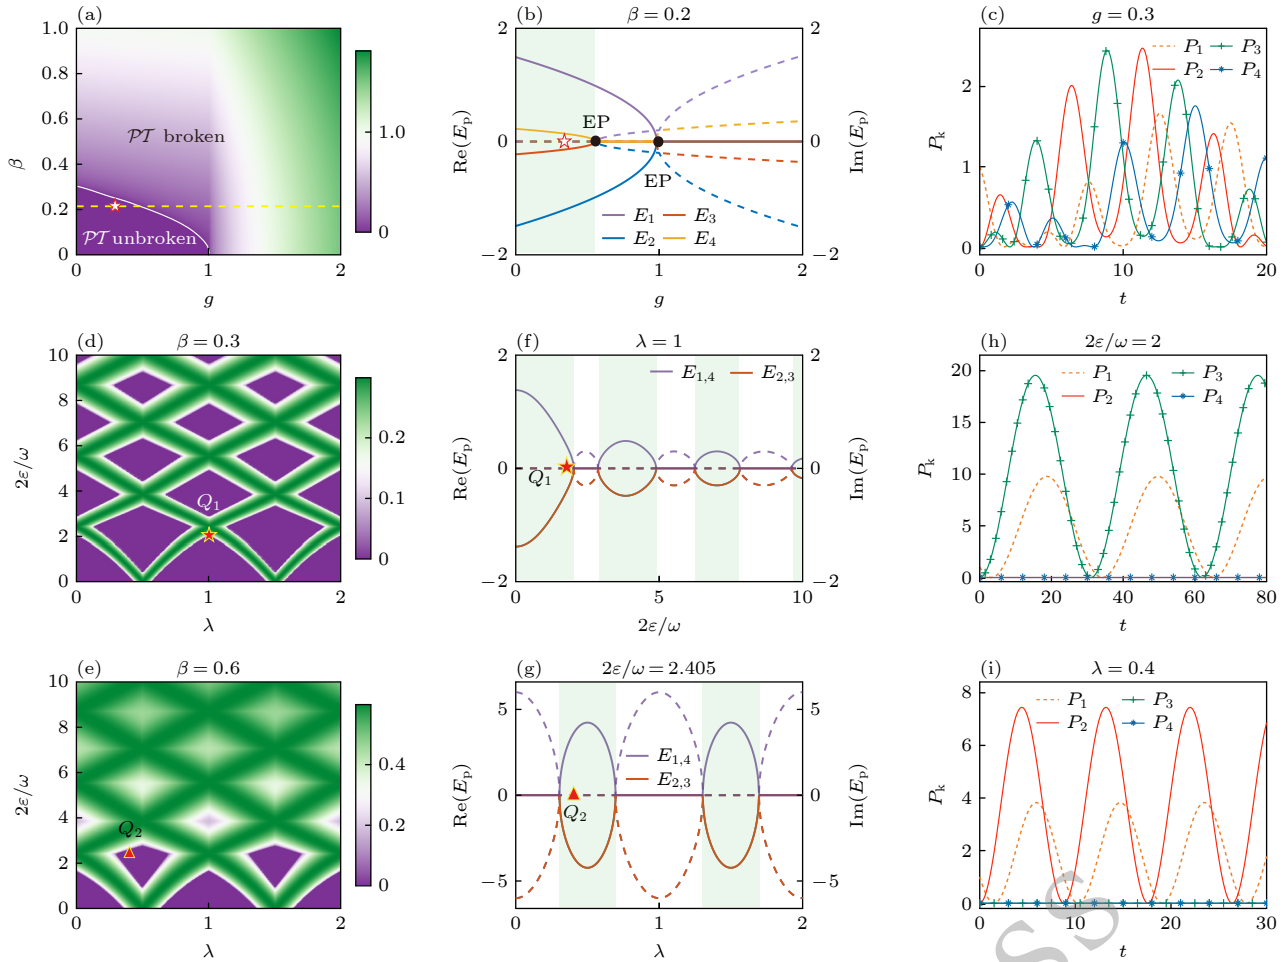 (a)
1.0
0.8
0.6
0.4
0.2
0
β
PT broken
PT unbroken
0
1
2
g
1.0
0
(b)
β = 0.2
2
0
−2
Re(Eₚ)
EP
EP
E₁
E₃
E₂
E₄
0
1
2
g
2
0
−2
Im(Eₚ)
(c)
g = 0.3
2
1
0
Pₖ
P₁
P₃
P₂
P₄
0
10
20
t
(d)
β = 0.3
10
8
6
4
2
0
2ε/ω
Q₁
0
1
2
λ
0.2
0.1
0
(f)
λ = 1
2
0
−2
Re(Eₚ)
E₁,₄
E₂,₃
Q₁
0
5
10
2ε/ω
2
0
−2
Im(Eₚ)
(h)
2ε/ω = 2
20
15
10
5
0
Pₖ
P₁
P₃
P₂
P₄
0
20
40
60
80
t
(e)
β = 0.6
10
8
6
4
2
0
2ε/ω
Q₂
0
1
2
λ
0.4
0.2
0
(g)
2ε/ω = 2.405
5
0
−5
Re(Eₚ)
E₁,₄
E₂,₃
Q₂
0
1
2
λ
5
0
−5
Im(Eₚ)
(i)
λ = 0.4
8
6
4
2
0
Pₖ
P₁
P₃
P₂
P₄
0
10
20
30
t
SS